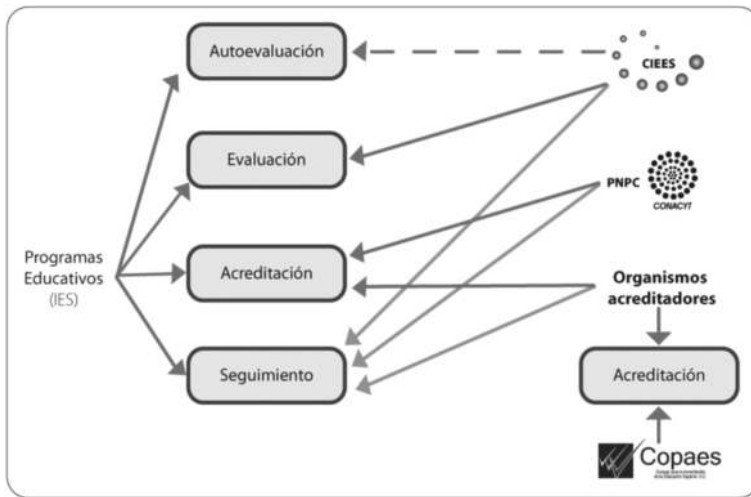 Autoevaluación
CIEES
Evaluación
PNPC
CONACYT
Programas
Educativos
(IES)
Acreditación
Organismos
acreditadores
Seguimiento
Acreditación
Copaes